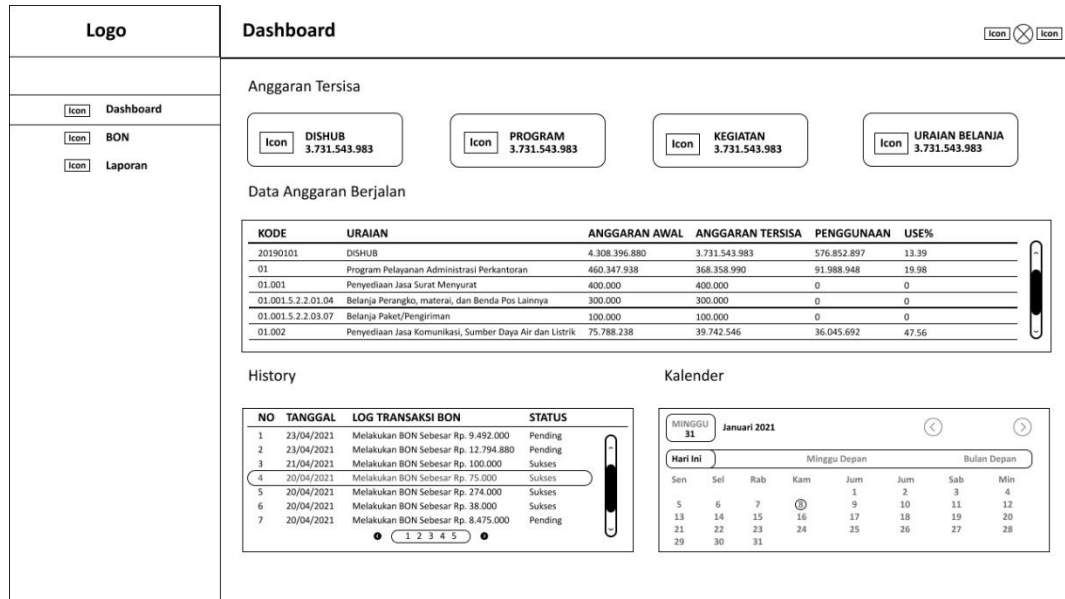 Logo
Dashboard
Icon Icon
Icon Dashboard
Icon BON
Icon Laporan
Anggaran Tersisa
Icon DISHUB
3.731.543.983
Icon PROGRAM
3.731.543.983
Icon KEGIATAN
3.731.543.983
Icon URAIAN BELANJA
3.731.543.983
Data Anggaran Berjalan
KODE URAIAN ANGGARAN AWAL ANGGARAN TERSISA PENGGUNAAN USE%
20190101 DISHUB 4.308.396.880 3.731.543.983 576.852.897 13.39
01 Program Pelayanan Administrasi Perkantoran 460.347.938 368.358.990 91.988.948 19.98
01.001 Penyediaan Jasa Surat Menyurat 400.000 400.000 0 0
01.001.5.2.2.01.04 Belanja Perangko, materai, dan Benda Pos Lainnya 300.000 300.000 0 0
01.001.5.2.2.03.07 Belanja Paket/Pengiriman 100.000 100.000 0 0
01.002 Penyediaan Jasa Komunikasi, Sumber Daya Air dan Listrik 75.788.238 39.742.546 36.045.692 47.56
History
NO TANGGAL LOG TRANSAKSI BON STATUS
1 23/04/2021 Melakukan BON Sebesar Rp. 9.492.000 Pending
2 23/04/2021 Melakukan BON Sebesar Rp. 12.794.880 Pending
3 21/04/2021 Melakukan BON Sebesar Rp. 100.000 Sukses
4 20/04/2021 Melakukan BON Sebesar Rp. 75.000 Sukses
5 20/04/2021 Melakukan BON Sebesar Rp. 274.000 Sukses
6 20/04/2021 Melakukan BON Sebesar Rp. 38.000 Sukses
7 20/04/2021 Melakukan BON Sebesar Rp. 8.475.000 Pending
1 2 3 4 5
Kalender
MINGGU
31
Januari 2021
Hari Ini Minggu Depan Bulan Depan
Sen Sel Rab Kam Jum Jum Sab Min
1 2 3 4
5 6 7 8 9 10 11 12
13 14 15 16 17 18 19 20
21 22 23 24 25 26 27 28
29 30 31